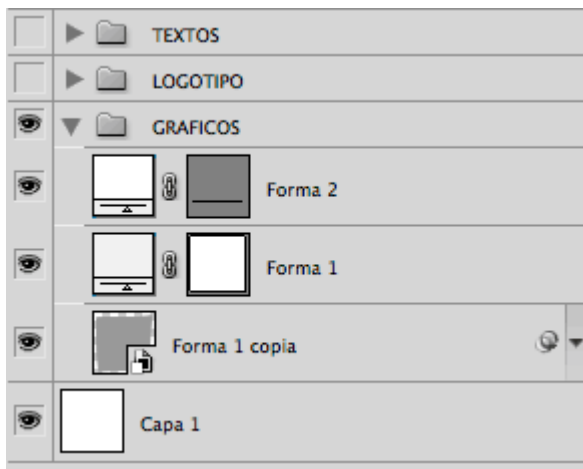 TEXTOS
LOGOTIPO
GRAFICOS
Forma 2
Forma 1
Forma 1 copia
Capa 1